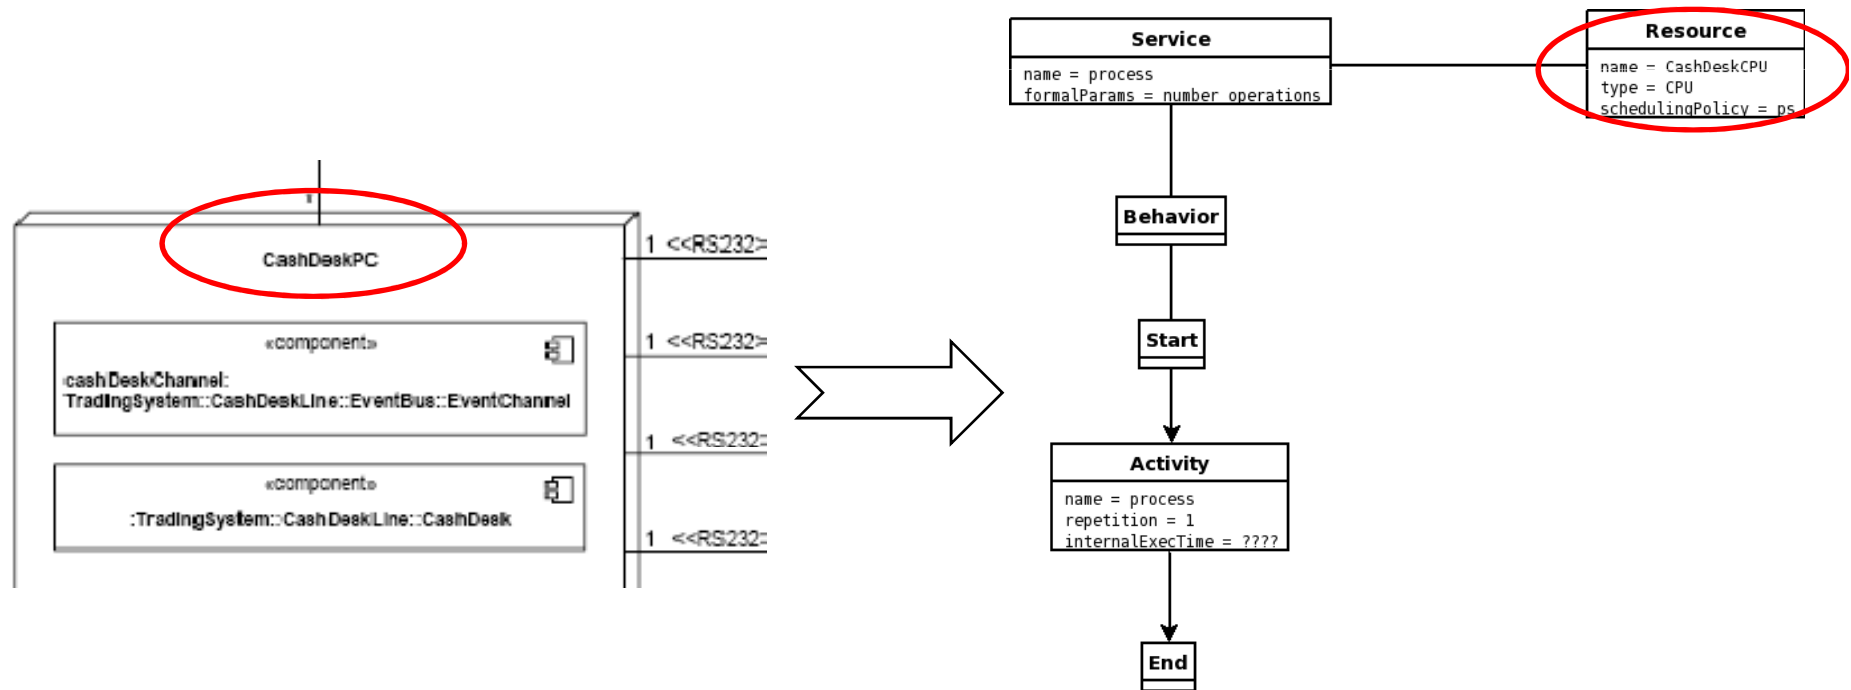 CashDeskPC
1 <<RS232>
1 <<RS232>
«component»
cashDeskChannel:
TradingSystem::CashDeskLine::EventBus::EventChannel
1 <<RS232>
«component»
:TradingSystem::CashDeskLine::CashDesk
1 <<RS232>
Service
name = process
formalParams = number operations
Resource
name = CashDeskCPU
type = CPU
schedulingPolicy = ps
Behavior
Start
Activity
name = process
repetition = 1
internalExecTime = ????
End